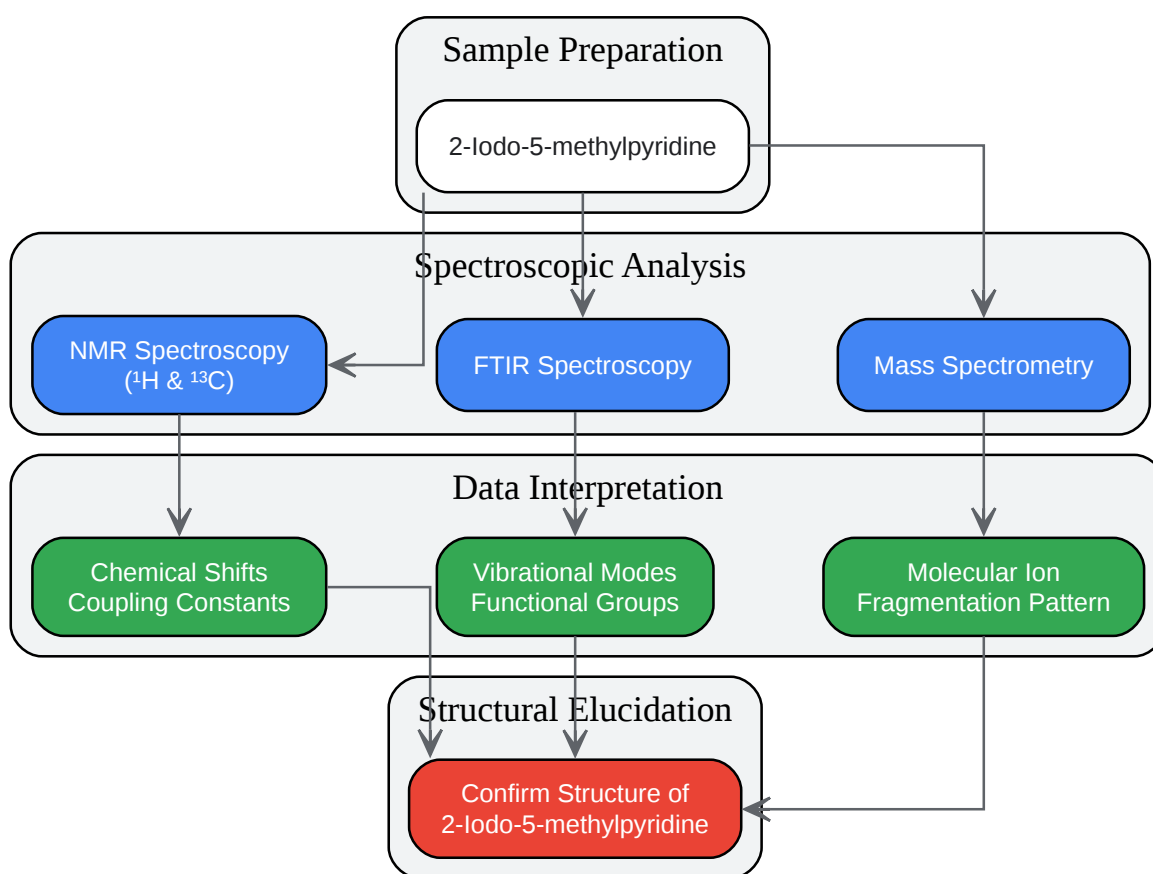 Sample Preparation
2-Iodo-5-methylpyridine
Spectroscopic Analysis
NMR Spectroscopy
(¹H & ¹³C)
FTIR Spectroscopy
Mass Spectrometry
Data Interpretation
Chemical Shifts
Coupling Constants
Vibrational Modes
Functional Groups
Molecular Ion
Fragmentation Pattern
Structural Elucidation
Confirm Structure of
2-Iodo-5-methylpyridine